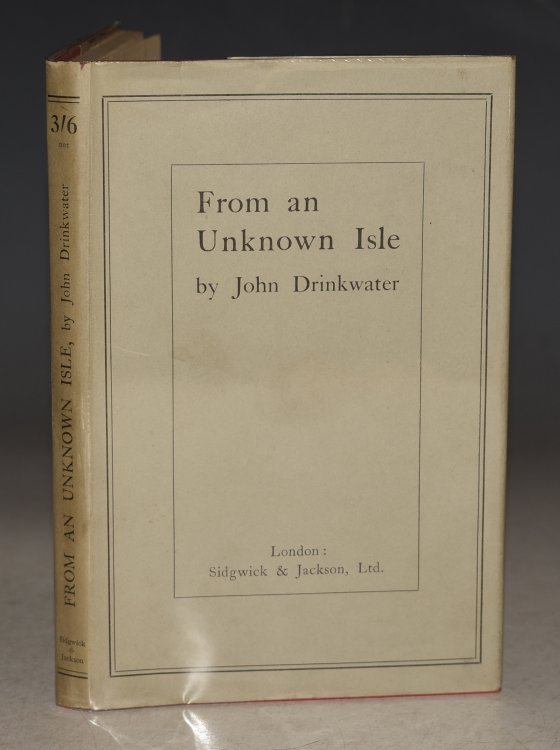 3/6
net
FROM AN UNKNOWN ISLE, by John Drinkwater
Sidgwick
&
Jackson
From an
Unknown Isle
by John Drinkwater
London:
Sidgwick & Jackson, Ltd.